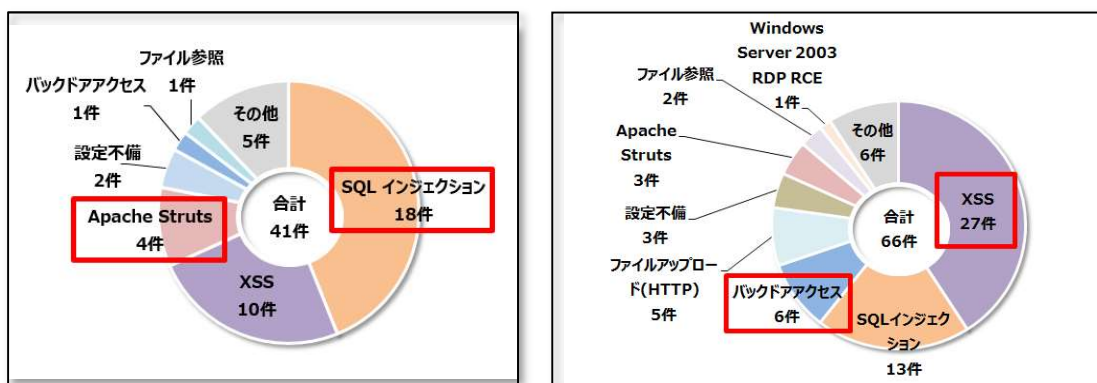 ファイル参照
1件
バックドアアクセス
1件
その他
5件
設定不備
2件
SQL インジェクション
18件
Apache Struts
4件
合計
41件
XSS
10件
Windows
Server 2003
RDP RCE
1件
ファイル参照
2件
その他
6件
Apache
Struts
3件
XSS
27件
設定不備
3件
合計
66件
ファイルアップロー
ド(HTTP)
5件
バックドアアクセス
6件
SQLインジェク
ション
13件